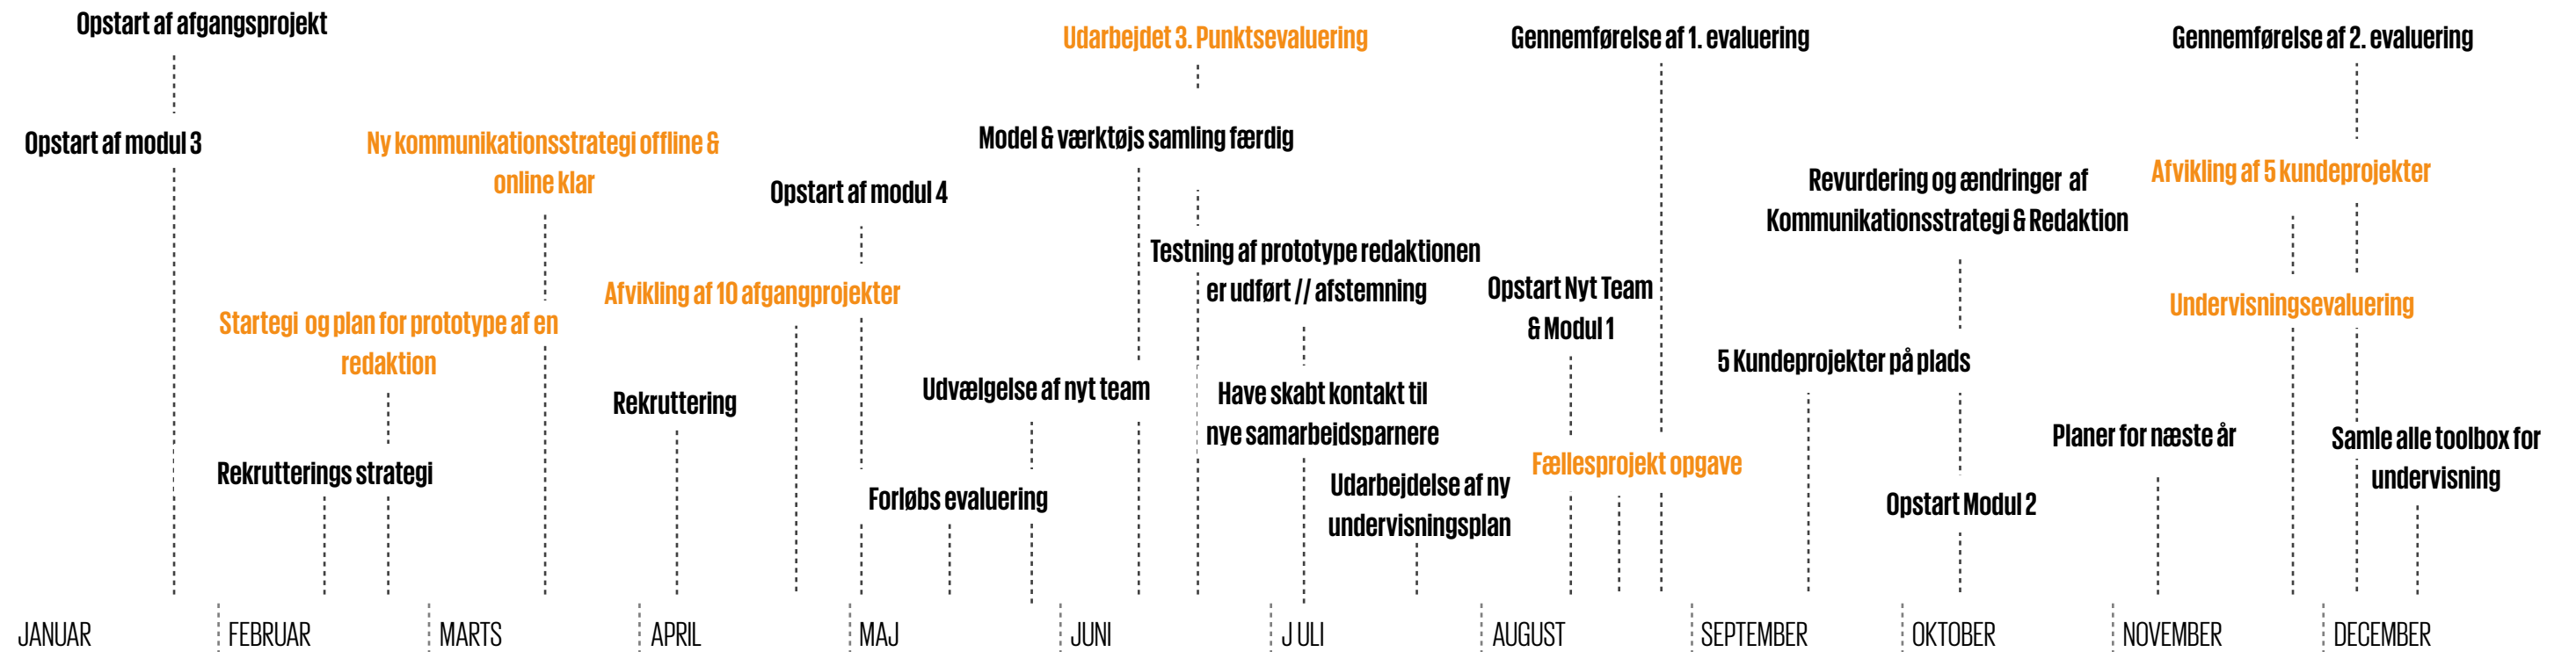 Opstart af afgangsprojekt
Opstart af modul 3
Startegi og plan for prototype af en
redaktion
Rekrutterings strategi
Ny kommunikationsstrategi offline &
online klar
Afvikling af 10 afgangprojekter
Rekruttering
Opstart af modul 4
Forløbs evaluering
Udvælgelse af nyt team
Model & værktøjs samling færdig
Udarbejdet 3. Punktsevaluering
Testning af prototype redaktionen
er udført // afstemning
Have skabt kontakt til
nye samarbejdsparnere
Udarbejdelse af ny
undervisningsplan
Opstart Nyt Team
& Modul 1
Fællesprojekt opgave
Gennemførelse af 1. evaluering
5 Kundeprojekter på plads
Revurdering og ændringer af
Kommunikationsstrategi & Redaktion
Opstart Modul 2
Planer for næste år
Gennemførelse af 2. evaluering
Afvikling af 5 kundeprojekter
Undervisningsevaluering
Samle alle toolbox for
undervisning
JANUAR
FEBRUAR
MARTS
APRIL
MAJ
JUNI
JULI
AUGUST
SEPTEMBER
OKTOBER
NOVEMBER
DECEMBER